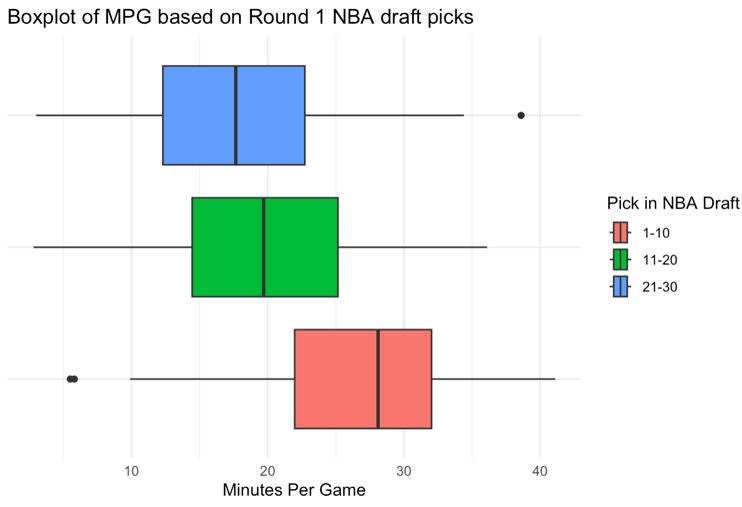 Boxplot of MPG based on Round 1 NBA draft picks
Pick in NBA Draft
1-10
11-20
21-30
10 20 30 40
Minutes Per Game